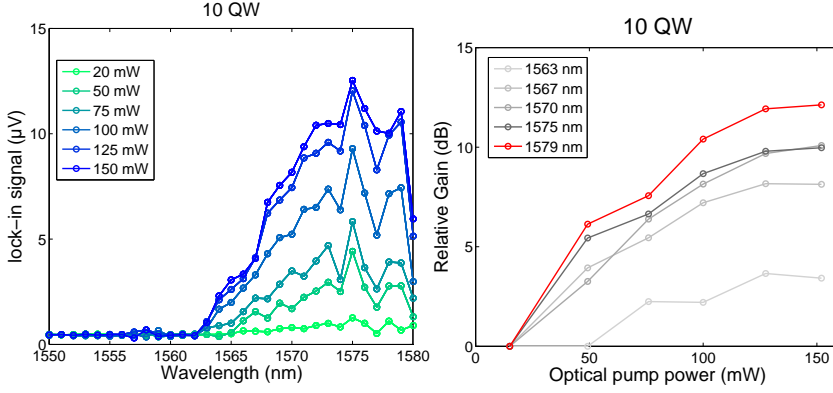 10 QW
15
10
5
0
lock-in signal (μV)
20 mW
50 mW
75 mW
100 mW
125 mW
150 mW
1550 1555 1560 1565 1570 1575 1580
Wavelength (nm)
10 QW
15
10
5
0
Relative Gain (dB)
1563 nm
1567 nm
1570 nm
1575 nm
1579 nm
0 50 100 150
Optical pump power (mW)